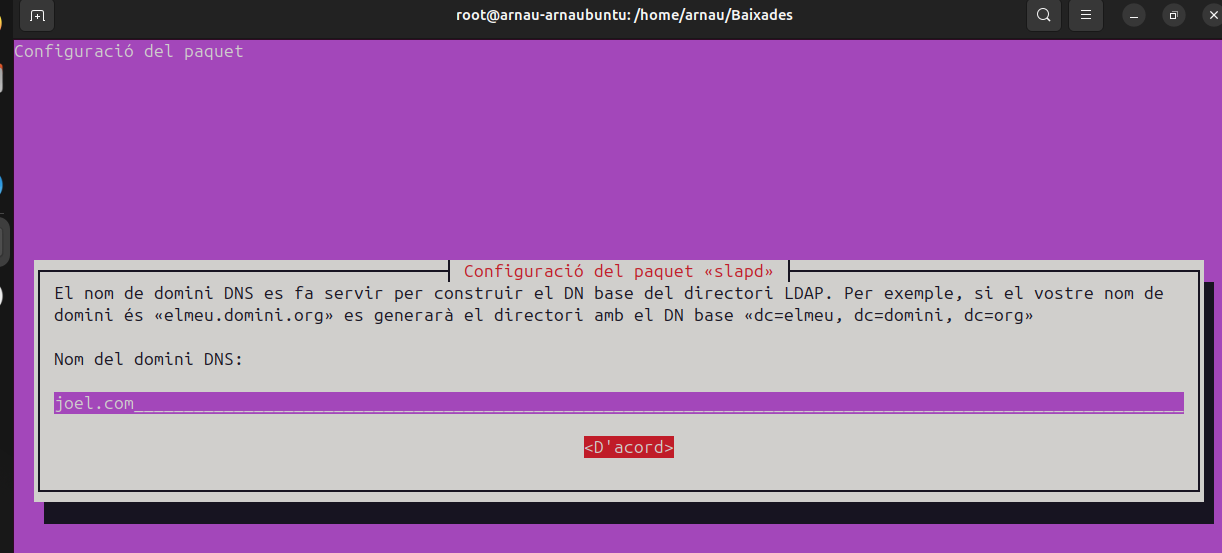 root@arnau-arnaubuntu: /home/arnau/Baixades
Configuració del paquet
Configuració del paquet «slapd»
El nom de domini DNS es fa servir per construir el DN base del directori LDAP. Per exemple, si el vostre nom de
domini és «elmeu.domini.org» es generarà el directori amb el DN base «dc=elmeu, dc=domini, dc=org»
Nom del domini DNS:
joel.com
<D'acord>